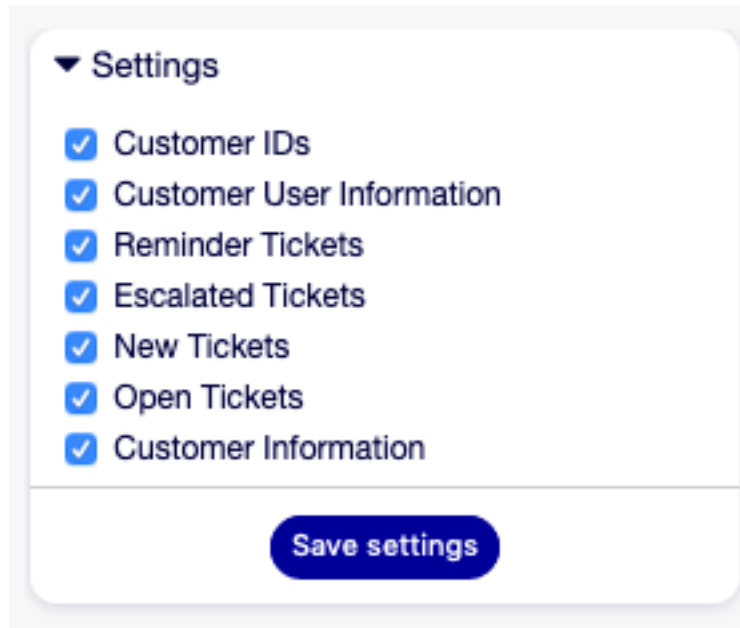 Settings
Customer IDs
Customer User Information
Reminder Tickets
Escalated Tickets
New Tickets
Open Tickets
Customer Information
Save settings